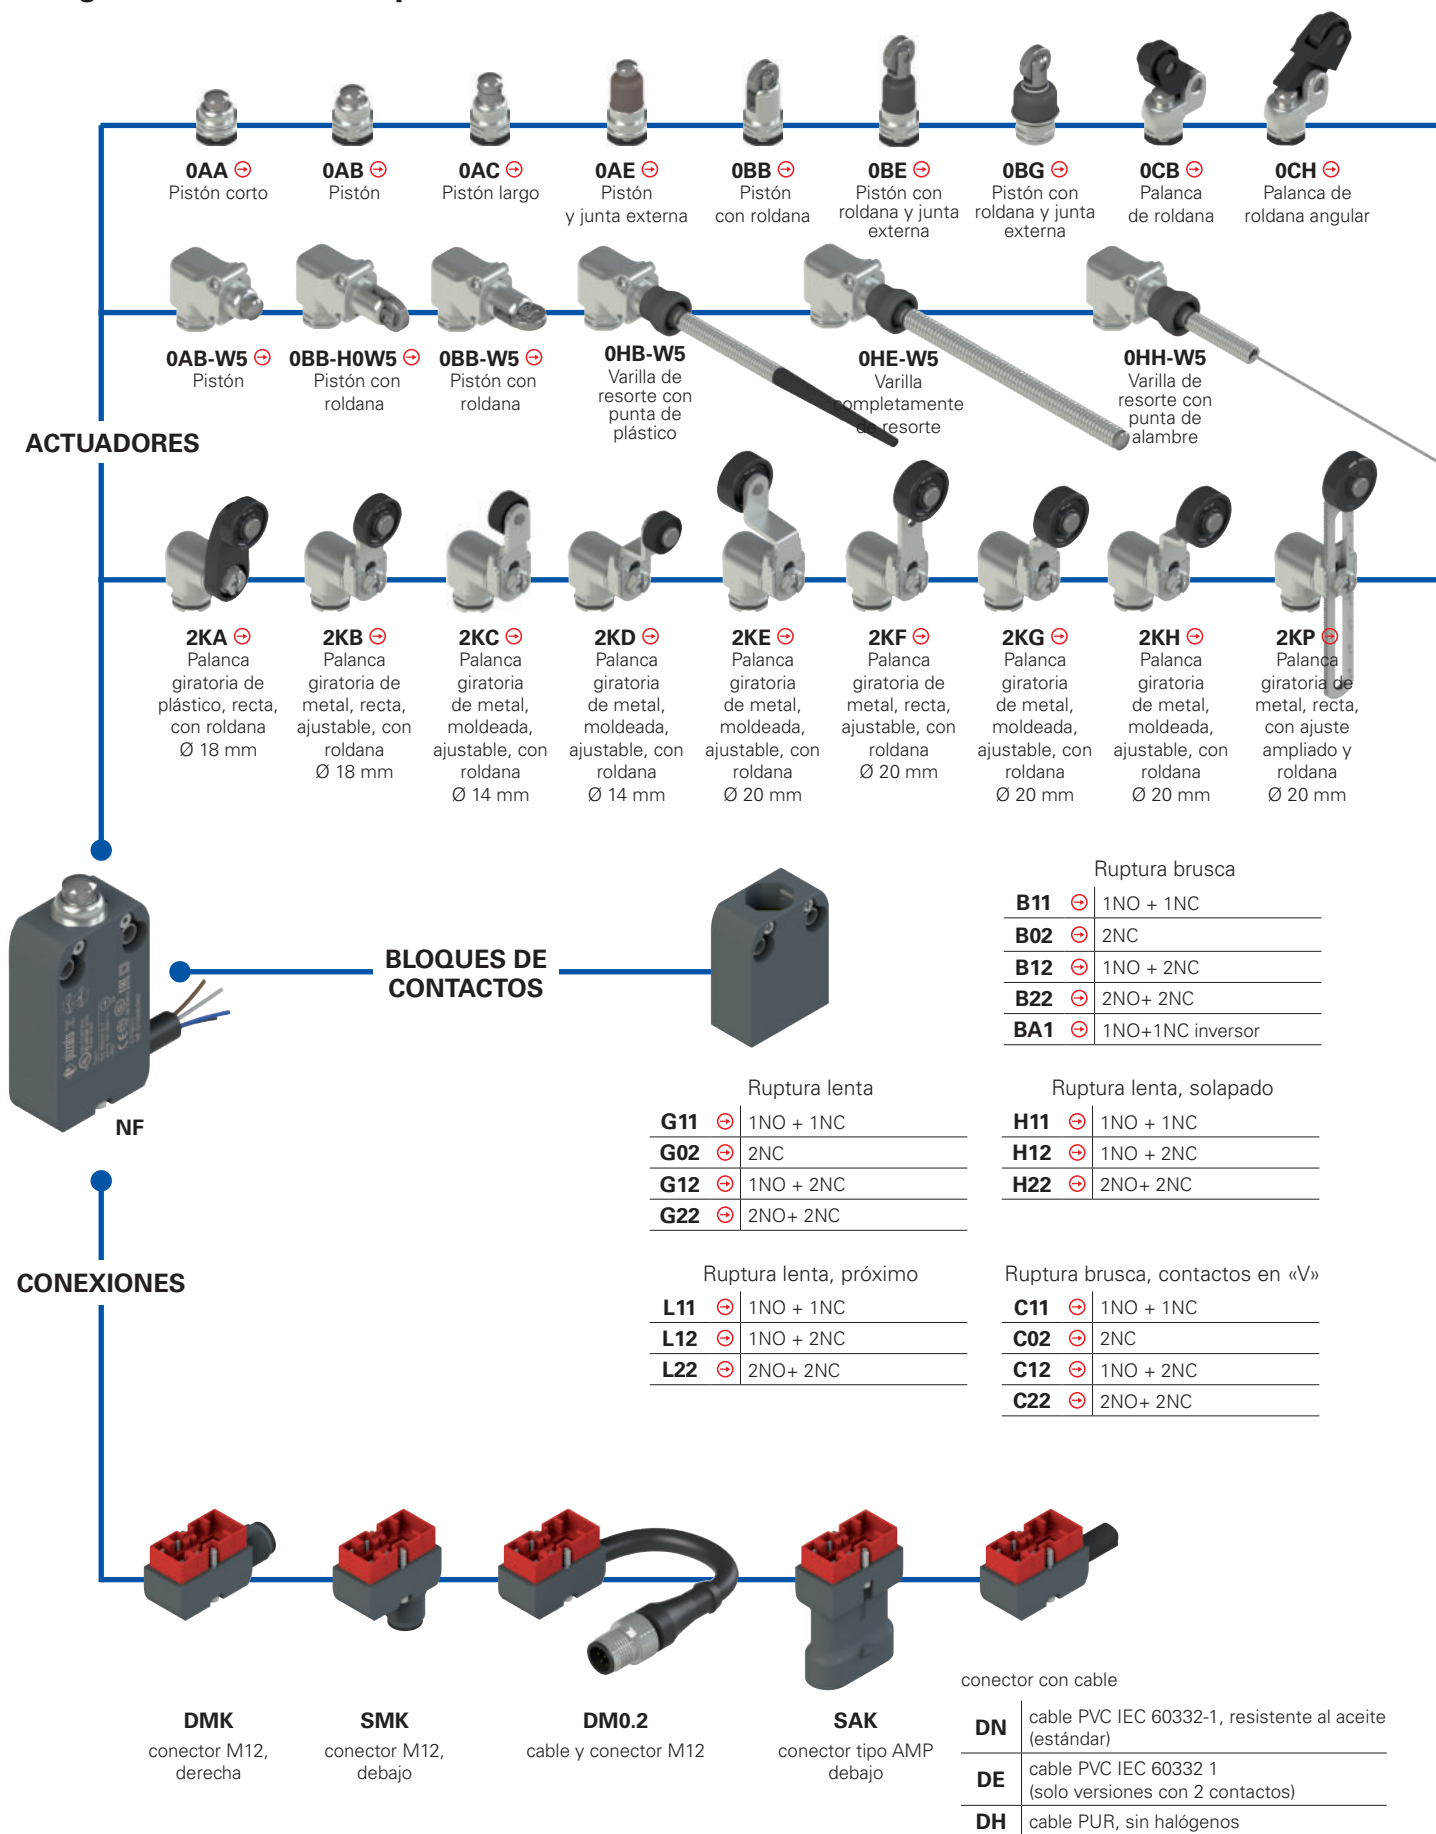 0AA
Pistón corto
0AB
Pistón
0AC
Pistón largo
0AE
Pistón
y junta externa
0BB
Pistón
con roldana
0BE
Pistón con
roldana y junta
externa
0BG
Pistón con
roldana y junta
externa
0CB
Palanca
de roldana
0CH
Palanca de
roldana angular
0AB-W5
Pistón
0BB-H0W5
Pistón con
roldana
0BB-W5
Pistón con
roldana
0HB-W5
Varilla de
resorte con
punta de
plástico
0HE-W5
Varilla
completamente
de resorte
0HH-W5
Varilla de
resorte con
punta de
alambre
ACTUADORES
2KA
Palanca
giratoria de
plástico, recta,
con roldana
Ø 18 mm
2KB
Palanca
giratoria de
metal, recta,
ajustable, con
roldana
Ø 18 mm
2KC
Palanca
giratoria
de metal,
moldeada,
ajustable, con
roldana
Ø 14 mm
2KD
Palanca
giratoria
de metal,
moldeada,
ajustable, con
roldana
Ø 14 mm
2KE
Palanca
giratoria
de metal,
moldeada,
ajustable, con
roldana
Ø 20 mm
2KF
Palanca
giratoria de
metal, recta,
ajustable, con
roldana
Ø 20 mm
2KG
Palanca
giratoria
de metal,
moldeada,
ajustable, con
roldana
Ø 20 mm
2KH
Palanca
giratoria
de metal,
moldeada,
ajustable, con
roldana
Ø 20 mm
2KP
Palanca
giratoria de
metal, recta,
con ajuste
ampliado y
roldana
Ø 20 mm
NF
BLOQUES DE
CONTACTOS
Ruptura brusca
B11 1NO + 1NC
B02 2NC
B12 1NO + 2NC
B22 2NO+ 2NC
BA1 1NO+1NC inversor
Ruptura lenta
G11 1NO + 1NC
G02 2NC
G12 1NO + 2NC
G22 2NO+ 2NC
Ruptura lenta, solapado
H11 1NO + 1NC
H12 1NO + 2NC
H22 2NO+ 2NC
Ruptura lenta, próximo
L11 1NO + 1NC
L12 1NO + 2NC
L22 2NO+ 2NC
Ruptura brusca, contactos en «V»
C11 1NO + 1NC
C02 2NC
C12 1NO + 2NC
C22 2NO+ 2NC
CONEXIONES
DMK
conector M12,
derecha
SMK
conector M12,
debajo
DM0.2
cable y conector M12
SAK
conector tipo AMP
debajo
conector con cable
DN cable PVC IEC 60332-1, resistente al aceite
(estándar)
DE cable PVC IEC 60332 1
(solo versiones con 2 contactos)
DH cable PUR, sin halógenos